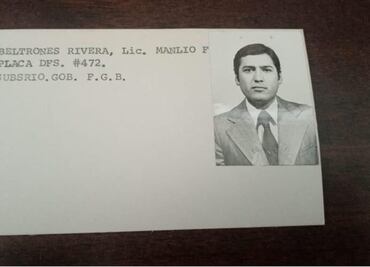 BELTRONES RIVERA, Lic. MANLIO F
PLACA DFS. #472.
SUBSRIO.GOB. F.G.B.